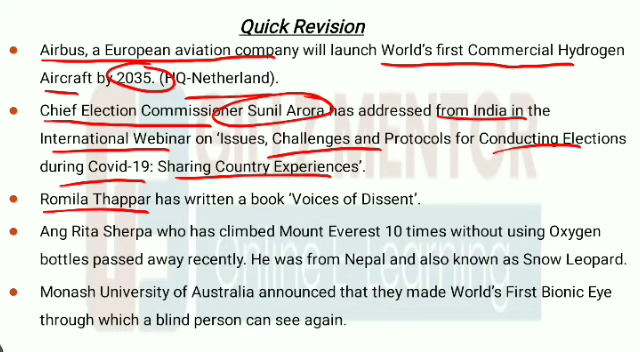 Quick Revision
• Airbus, a European aviation company will launch World's first Commercial Hydrogen
Aircraft by 2035. (HQ-Netherland).
• Chief Election Commissioner Sunil Arora has addressed from India in the
International Webinar on 'Issues, Challenges and Protocols for Conducting Elections
during Covid-19: Sharing Country Experiences'.
• Romila Thappar has written a book 'Voices of Dissent'.
• Ang Rita Sherpa who has climbed Mount Everest 10 times without using Oxygen
bottles passed away recently. He was from Nepal and also known as Snow Leopard.
• Monash University of Australia announced that they made World's First Bionic Eye
through which a blind person can see again.